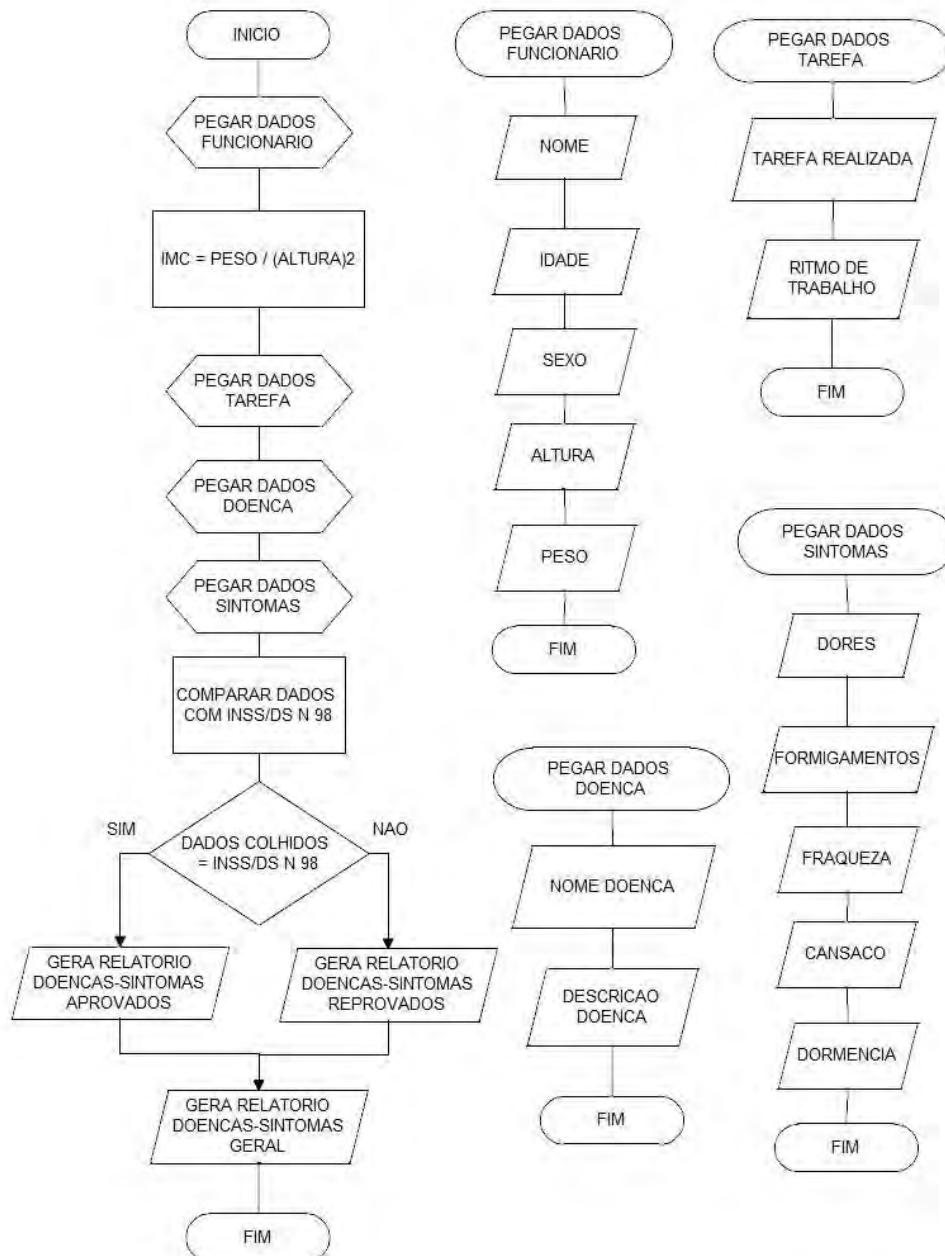 INICIO
PEGAR DADOS
FUNCIONARIO
IMC = PESO / (ALTURA)2
PEGAR DADOS
TAREFA
PEGAR DADOS
DOENCA
PEGAR DADOS
SINTOMAS
COMPARAR DADOS
COM INSS/DS N 98
SIM
NAO
DADOS COLHIDOS
= INSS/DS N 98
GERA RELATORIO
DOENCAS-SINTOMAS
APROVADOS
GERA RELATORIO
DOENCAS-SINTOMAS
REPROVADOS
GERA RELATORIO
DOENCAS-SINTOMAS
GERAL
FIM
PEGAR DADOS
FUNCIONARIO
NOME
IDADE
SEXO
ALTURA
PESO
FIM
PEGAR DADOS
DOENCA
NOME DOENCA
DESCRICAO
DOENCA
FIM
PEGAR DADOS
TAREFA
TAREFA REALIZADA
RITMO DE
TRABALHO
FIM
PEGAR DADOS
SINTOMAS
DORES
FORMIGAMENTOS
FRAQUEZA
CANSACO
DORMENCIA
FIM